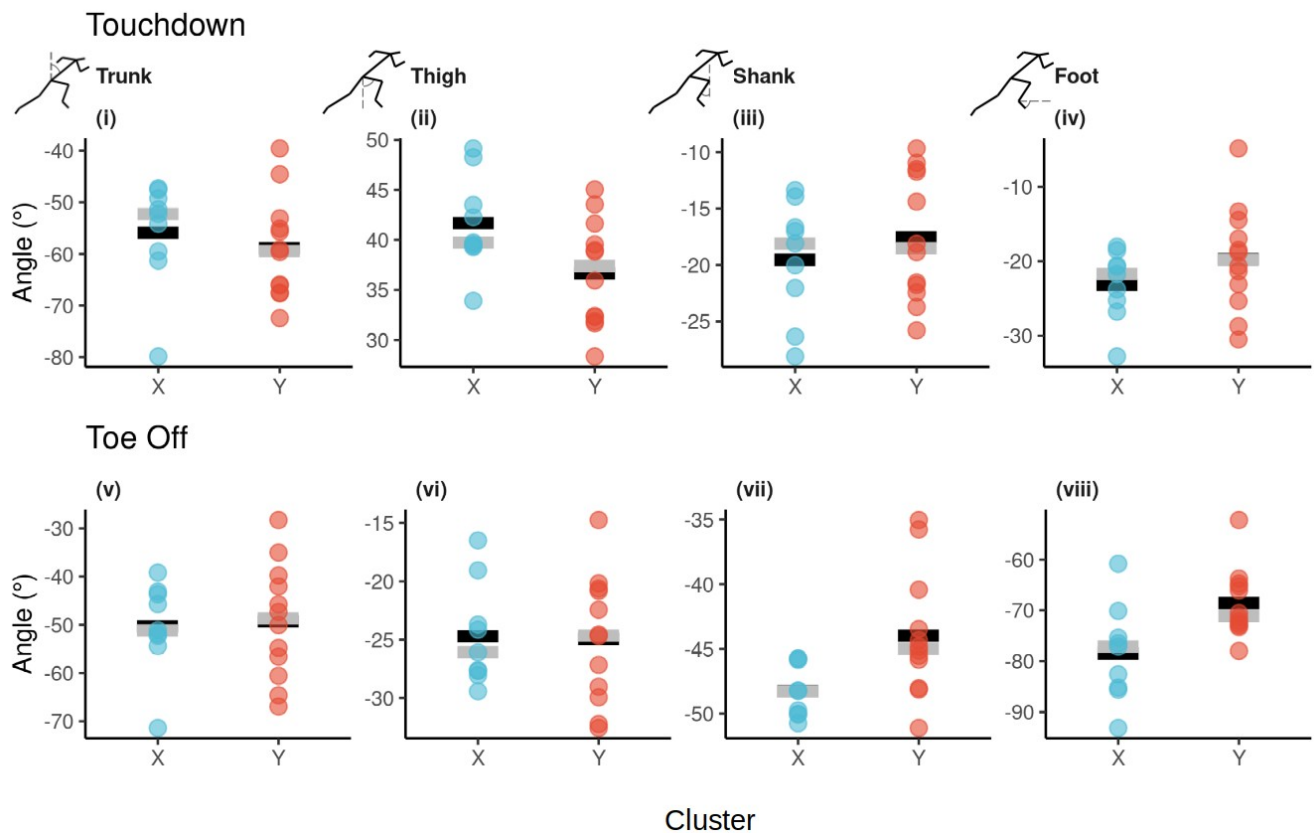 Touchdown
Trunk
Thigh
Shank
Foot
(i)
(ii)
(iii)
(iv)
Angle (°)
-40
-50
-60
-70
-80
50
45
40
35
30
-10
-15
-20
-25
-10
-20
-30
X Y
X Y
X Y
X Y
Toe Off
(v)
(vi)
(vii)
(viii)
Angle (°)
-30
-40
-50
-60
-70
-15
-20
-25
-30
-35
-40
-45
-50
-60
-70
-80
-90
X Y
X Y
X Y
X Y
Cluster